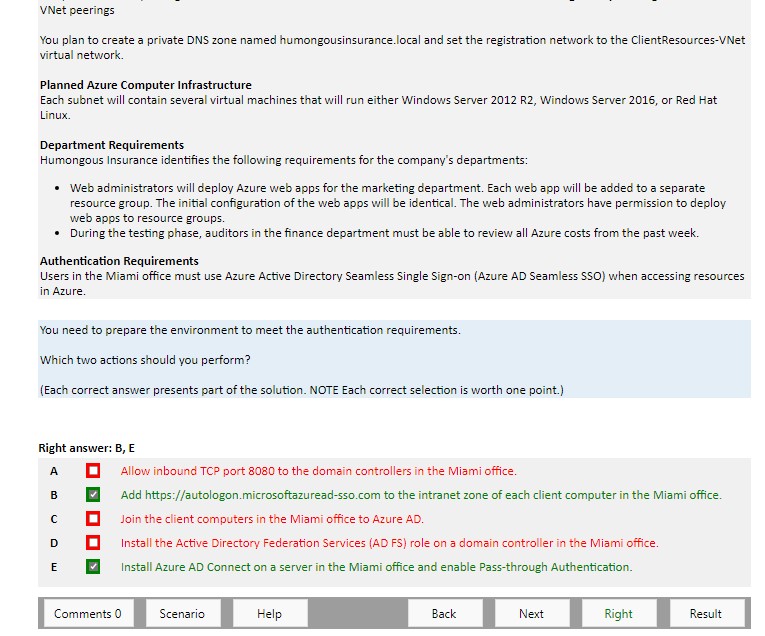 VNet peerings
You plan to create a private DNS zone named humongousinsurance.local and set the registration network to the ClientResources-VNet
virtual network.
Planned Azure Computer Infrastructure
Each subnet will contain several virtual machines that will run either Windows Server 2012 R2, Windows Server 2016, or Red Hat
Linux.
Department Requirements
Humongous Insurance identifies the following requirements for the company's departments:
• Web administrators will deploy Azure web apps for the marketing department. Each web app will be added to a separate
resource group. The initial configuration of the web apps will be identical. The web administrators have permission to deploy
web apps to resource groups.
• During the testing phase, auditors in the finance department must be able to review all Azure costs from the past week.
Authentication Requirements
Users in the Miami office must use Azure Active Directory Seamless Single Sign-on (Azure AD Seamless SSO) when accessing resources
in Azure.
You need to prepare the environment to meet the authentication requirements.
Which two actions should you perform?
(Each correct answer presents part of the solution. NOTE Each correct selection is worth one point.)
Right answer: B, E
A Allow inbound TCP port 8080 to the domain controllers in the Miami office.
B Add https://autologon.microsoftazuread-sso.com to the intranet zone of each client computer in the Miami office.
C Join the client computers in the Miami office to Azure AD.
D Install the Active Directory Federation Services (AD FS) role on a domain controller in the Miami office.
E Install Azure AD Connect on a server in the Miami office and enable Pass-through Authentication.
Comments 0 Scenario Help Back Next Right Result